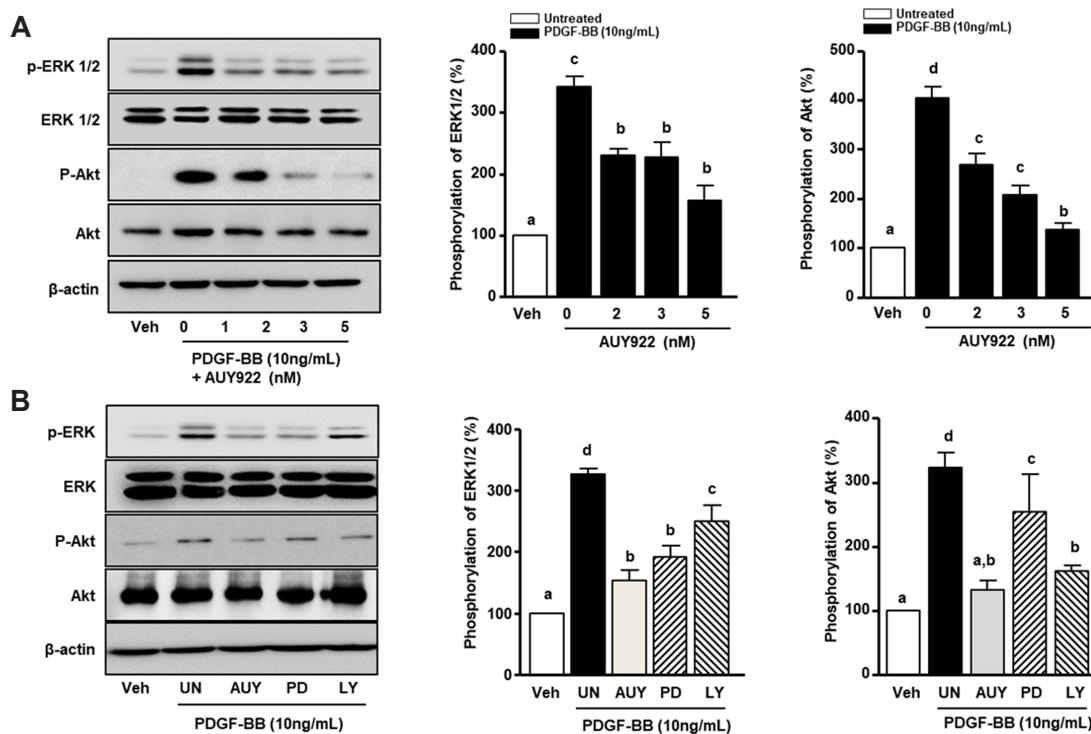 A
p-ERK 1/2
ERK 1/2
P-Akt
Akt
β-actin
Veh 0 1 2 3 5
PDGF-BB (10ng/mL)
+ AUY922 (nM)
Untreated
PDGF-BB (10ng/mL)
Phosphorylation of ERK1/2 (%)
400
300
200
100
0
a
c
b
b
b
Veh 0 2 3 5
AUY922 (nM)
Untreated
PDGF-BB (10ng/mL)
Phosphorylation of Akt (%)
500
400
300
200
100
0
a
d
c
c
b
Veh 0 2 3 5
AUY922 (nM)
B
p-ERK
ERK
P-Akt
Akt
β-actin
Veh UN AUY PD LY
PDGF-BB (10ng/mL)
Phosphorylation of ERK1/2 (%)
400
300
200
100
0
a
d
b
b
c
Veh UN AUY PD LY
PDGF-BB (10ng/mL)
Phosphorylation of Akt (%)
400
300
200
100
0
a
d
a,b
c
b
Veh UN AUY PD LY
PDGF-BB (10ng/mL)